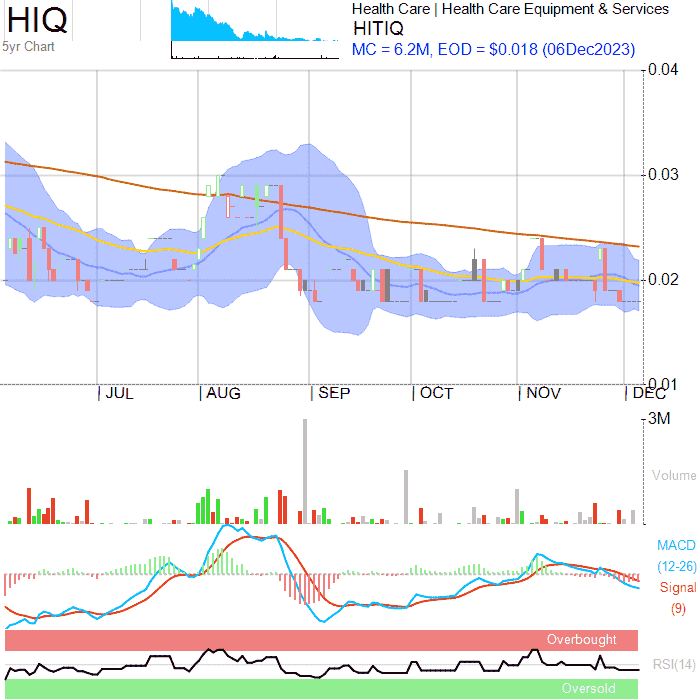 HIQ
5yr Chart
Health Care | Health Care Equipment & Services
HITIQ
MC = 6.2M, EOD = $0.018 (06Dec2023)
0.04
0.03
0.02
0.01
JUL
AUG
SEP
OCT
NOV
DEC
3M
Volume
MACD
(12-26)
Signal
(9)
Overbought
RSI(14)
Oversold